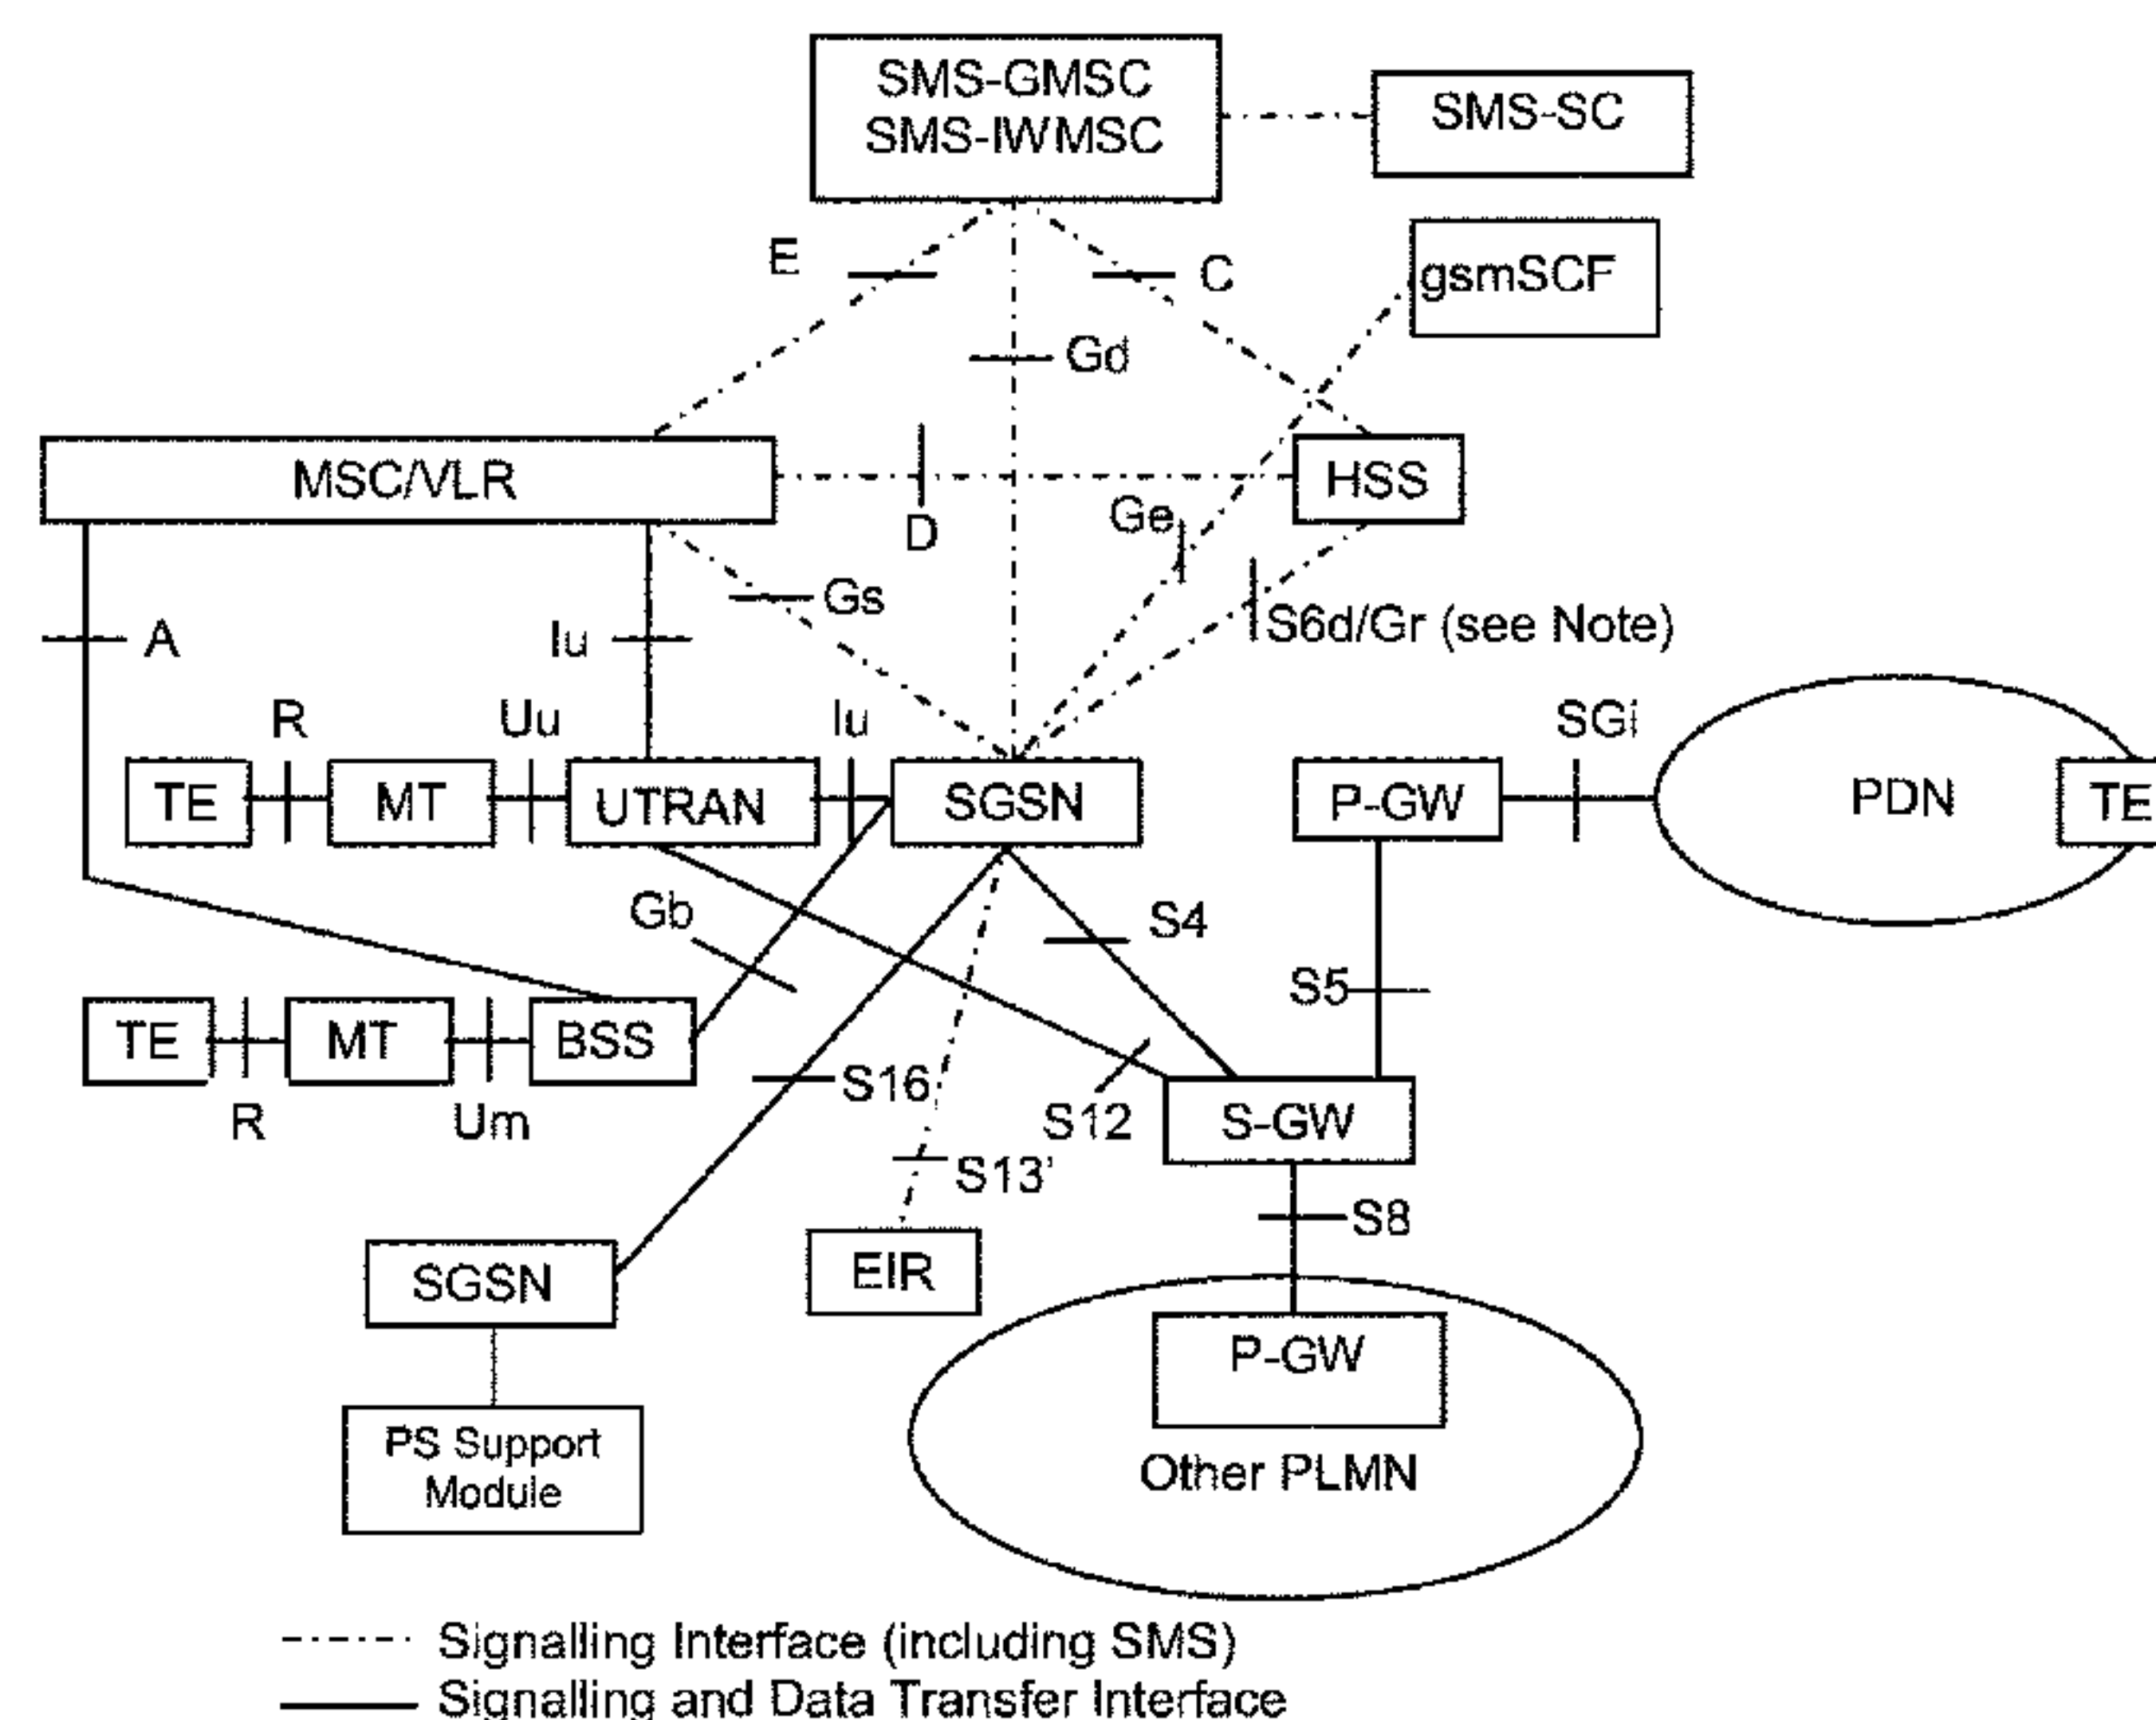 SMS-GMSC
SMS-IWMSC
SMS-SC
gsmSCF
E
C
Gd
MSC/VLR
HSS
D
Ge
Gs
S6d/Gr (see Note)
A
Iu
R
Uu
Iu
SGi
TE
MT
UTRAN
SGSN
P-GW
PDN
TE
Gb
S4
S5
TE
MT
BSS
S16
R
Um
S12
S-GW
S13'
S8
SGSN
EIR
P-GW
PS Support
Module
Other PLMN
Signalling Interface (including SMS)
Signalling and Data Transfer Interface